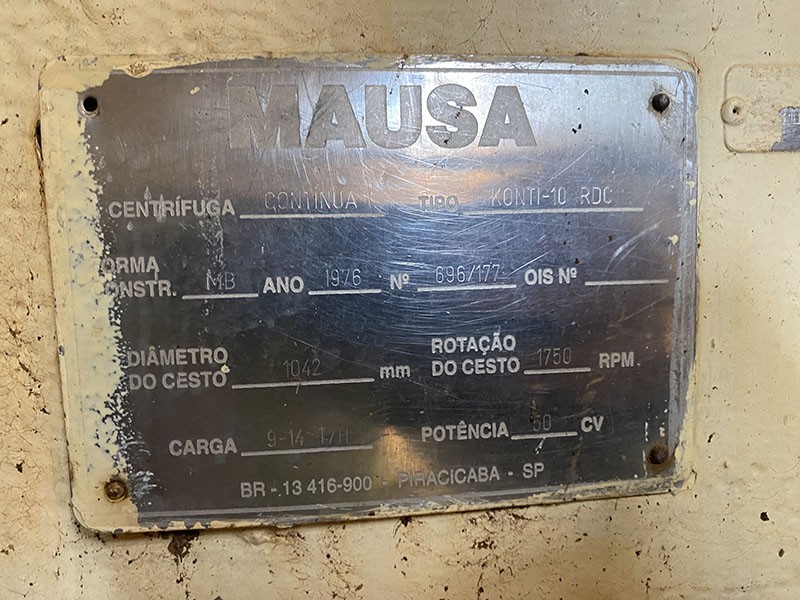 MAUSA
CENTRÍFUGA CONTINUA TIPO KONTI-10 RDC
ORMA
ONSTR. MB ANO 1976 Nº 696/177 OIS Nº
DIÂMETRO DO CESTO 1042 mm ROTAÇÃO DO CESTO 1750 RPM
CARGA 9-14 T/H POTÊNCIA CV
BR -.13 416-900 - PIRACICABA - SP